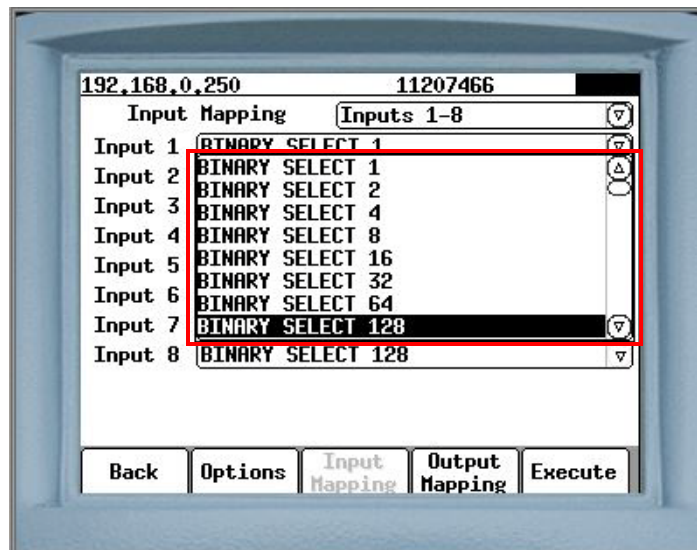 192.168.0.250 11207466
Input Mapping Inputs 1-8
Input 1 BINARY SELECT 1
Input 2 BINARY SELECT 1
BINARY SELECT 2
Input 3 BINARY SELECT 4
Input 4 BINARY SELECT 8
Input 5 BINARY SELECT 16
BINARY SELECT 32
Input 6 BINARY SELECT 64
Input 7 BINARY SELECT 128
Input 8 BINARY SELECT 128
Back Options Input Mapping Output Mapping Execute